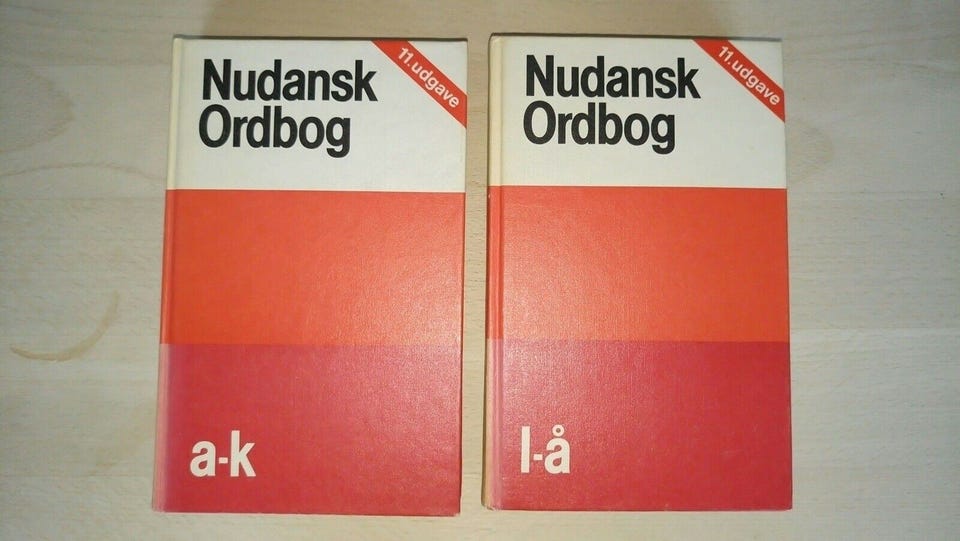 Nudansk
Ordbog
11. udgave
a-k
Nudansk
Ordbog
11. udgave
l-å